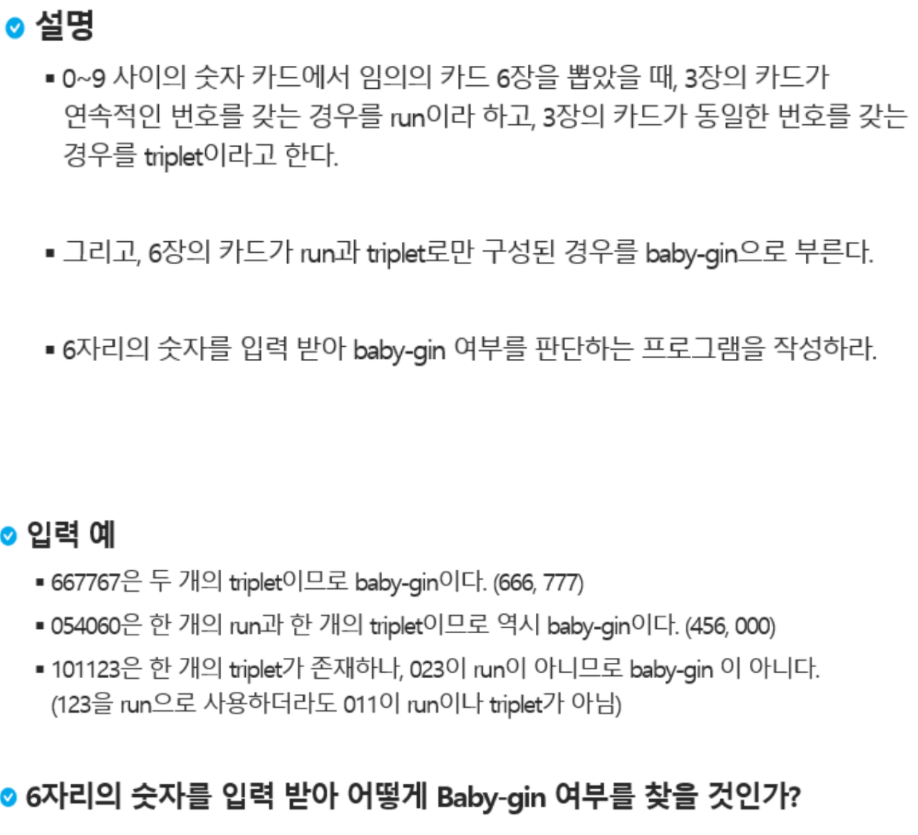 설명
▪ 0~9 사이의 숫자 카드에서 임의의 카드 6장을 뽑았을 때, 3장의 카드가
연속적인 번호를 갖는 경우를 run이라 하고, 3장의 카드가 동일한 번호를 갖는
경우를 triplet이라고 한다.
▪ 그리고, 6장의 카드가 run과 triplet로만 구성된 경우를 baby-gin으로 부른다.
▪ 6자리의 숫자를 입력 받아 baby-gin 여부를 판단하는 프로그램을 작성하라.
입력 예
▪ 667767은 두 개의 triplet이므로 baby-gin이다. (666, 777)
▪ 054060은 한 개의 run과 한 개의 triplet이므로 역시 baby-gin이다. (456, 000)
▪ 101123은 한 개의 triplet가 존재하나, 023이 run이 아니므로 baby-gin 이 아니다.
(123을 run으로 사용하더라도 011이 run이나 triplet가 아님)
6자리의 숫자를 입력 받아 어떻게 Baby-gin 여부를 찾을 것인가?